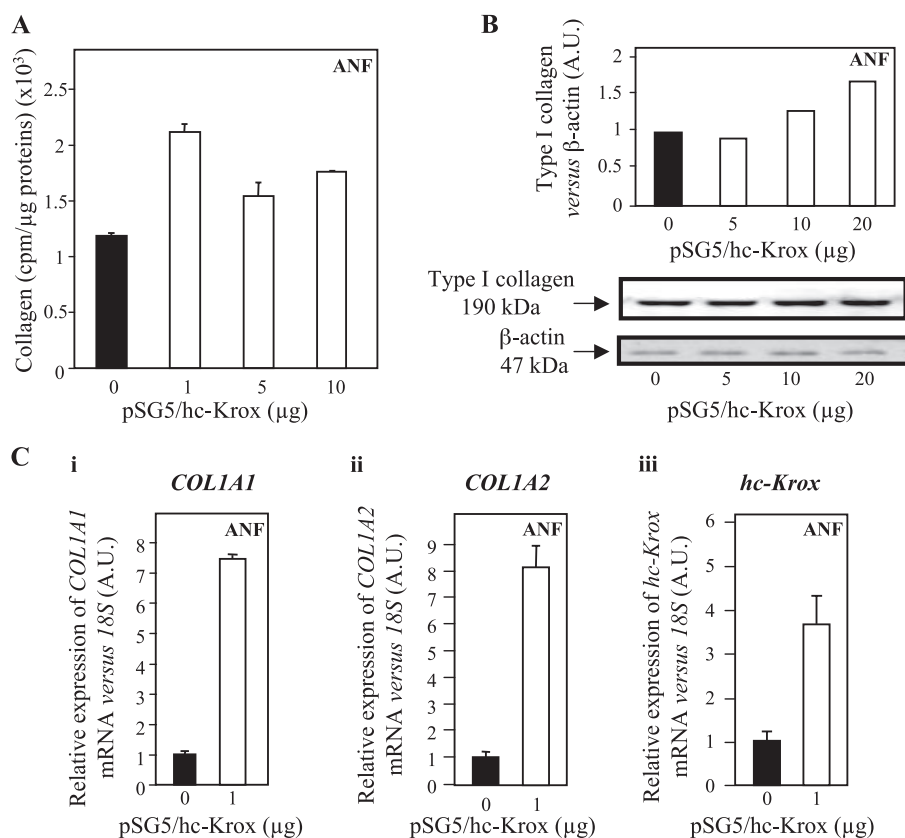 A
ANF
Collagen (cpm/µg proteins) (x10³)
2.5
2
1.5
1
0.5
0
0 1 5 10
pSG5/hc-Krox (µg)
B
ANF
Type I collagen
versus β-actin (A.U.)
2
1.5
1
0.5
0
0 5 10 20
pSG5/hc-Krox (µg)
Type I collagen
190 kDa
β-actin
47 kDa
0 5 10 20
pSG5/hc-Krox (µg)
C
i
COL1A1
ANF
Relative expression of COL1A1
mRNA versus 18S (A.U.)
8
7
6
5
4
3
2
1
0
0 1
pSG5/hc-Krox (µg)
ii
COL1A2
ANF
Relative expression of COL1A2
mRNA versus 18S (A.U.)
9
8
7
6
5
4
3
2
1
0
0 1
pSG5/hc-Krox (µg)
iii
hc-Krox
ANF
Relative expression of hc-Krox
mRNA versus 18S (A.U.)
6
5
4
3
2
1
0
0 1
pSG5/hc-Krox (µg)